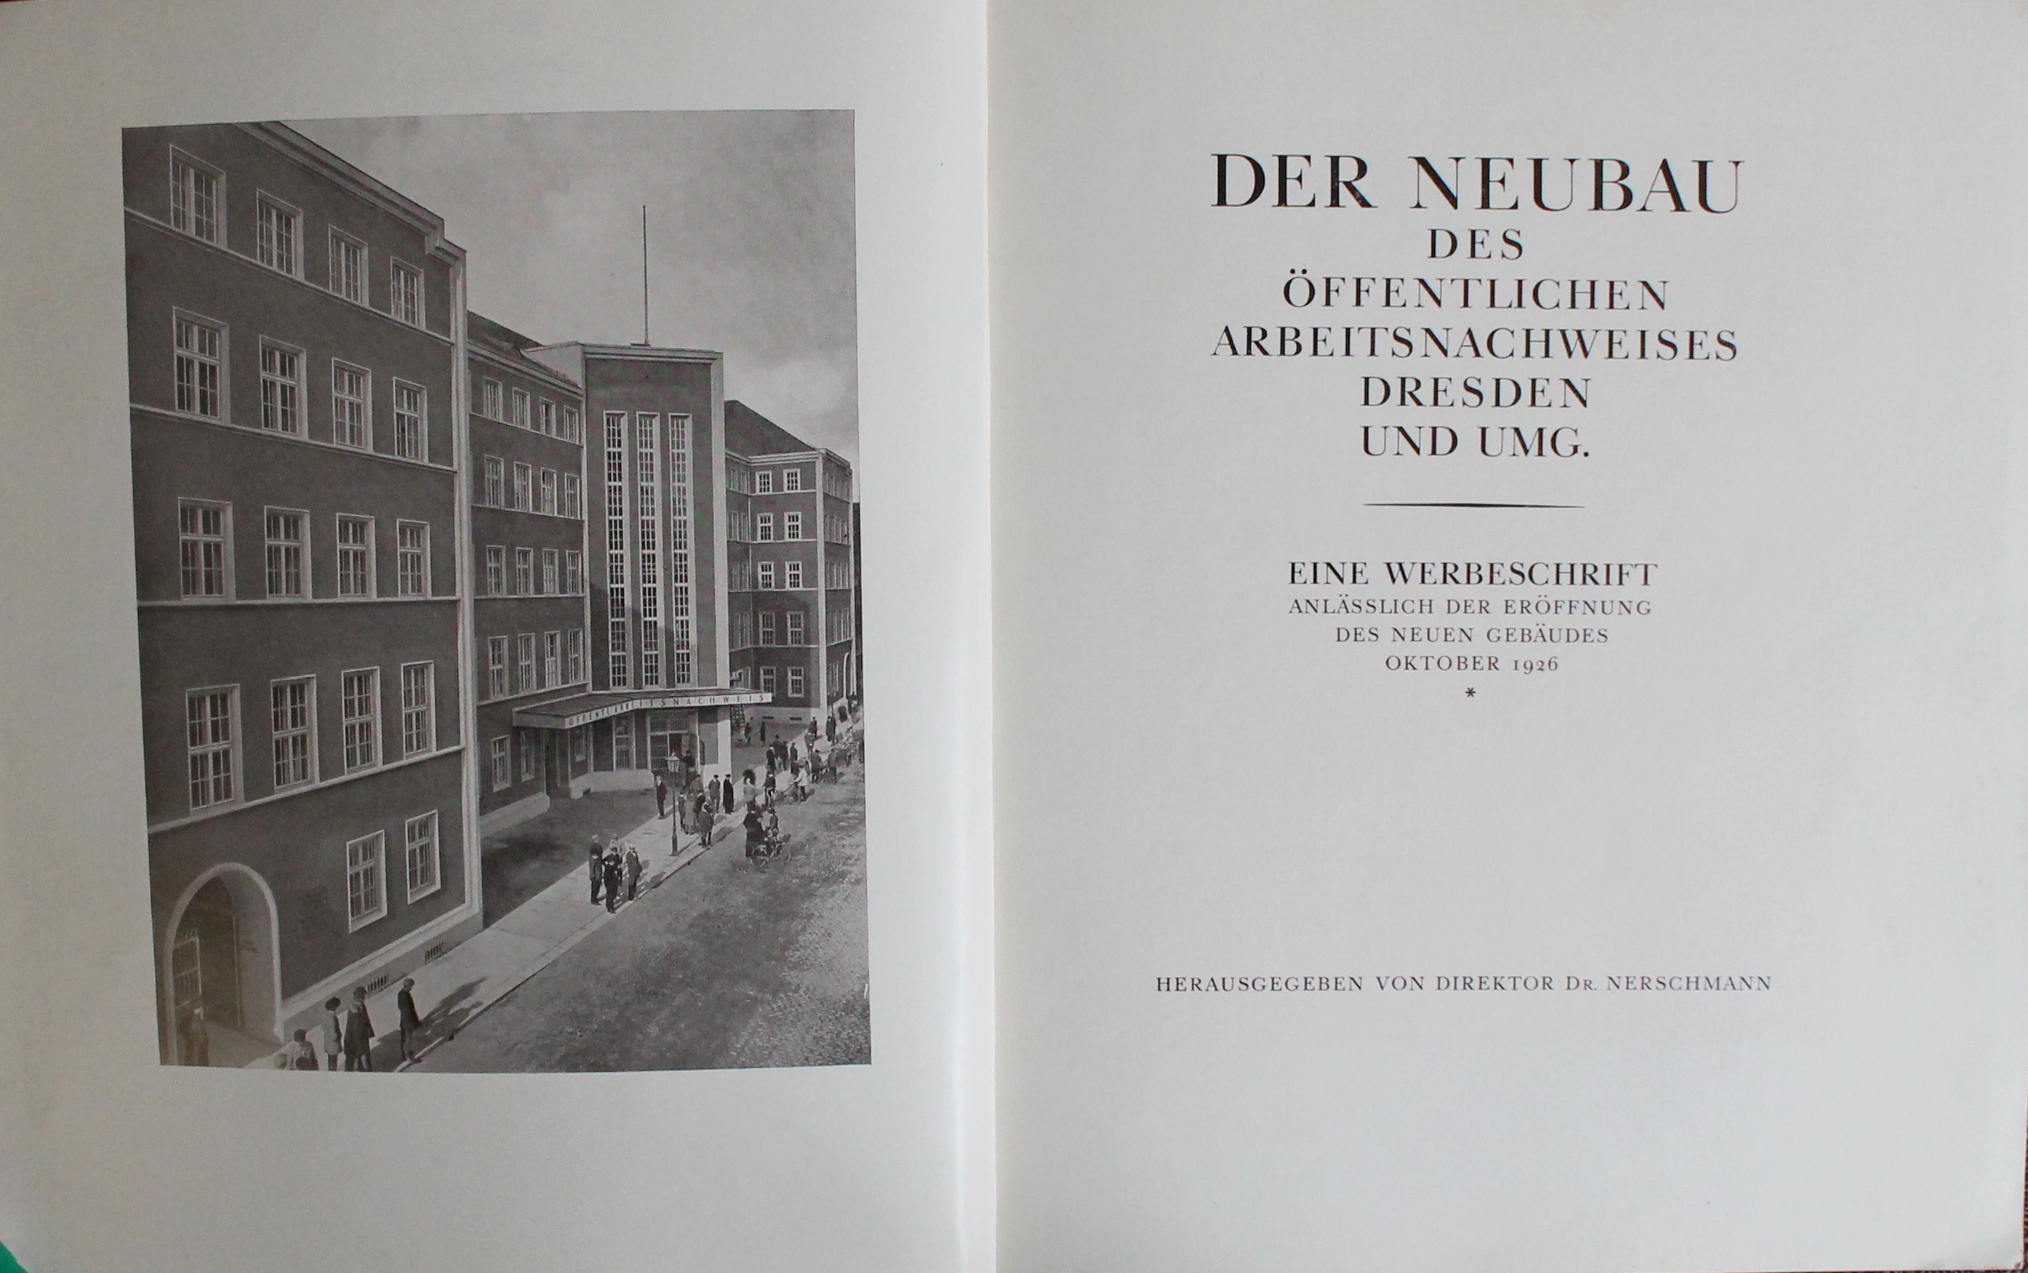 ÖFFENTL. ARBEITSNACHWEIS
DER NEUBAU
DES
ÖFFENTLICHEN
ARBEITSNACHWEISES
DRESDEN
UND UMG.
EINE WERBESCHRIFT
ANLÄSSLICH DER ERÖFFNUNG
DES NEUEN GEBÄUDES
OKTOBER 1926
*
HERAUSGEGEBEN VON DIREKTOR DR. NERSCHMANN